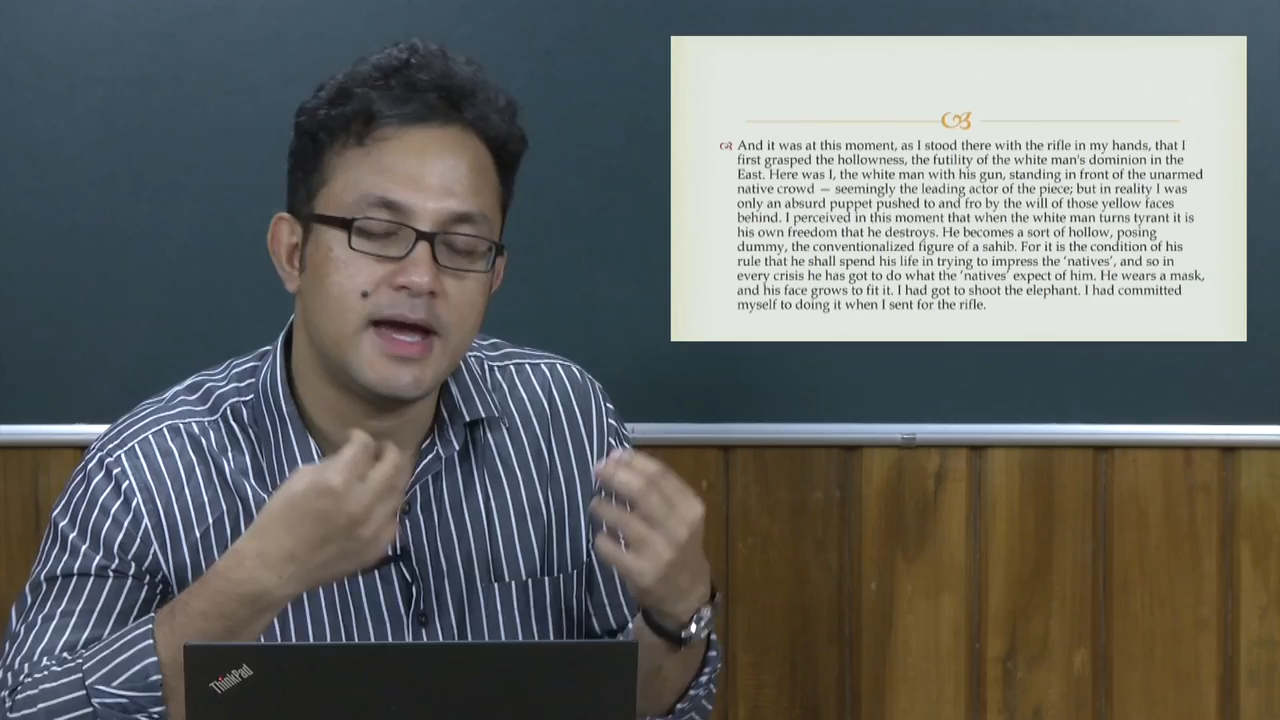 And it was at this moment, as I stood there with the rifle in my hands, that I
first grasped the hollowness, the futility of the white man's dominion in the
East. Here was I, the white man with his gun, standing in front of the unarmed
native crowd — seemingly the leading actor of the piece; but in reality I was
only an absurd puppet pushed to and fro by the will of those yellow faces
behind. I perceived in this moment that when the white man turns tyrant it is
his own freedom that he destroys. He becomes a sort of hollow, posing
dummy, the conventionalized figure of a sahib. For it is the condition of his
rule that he shall spend his life in trying to impress the 'natives', and so in
every crisis he has got to do what the 'natives' expect of him. He wears a mask,
and his face grows to fit it. I had got to shoot the elephant. I had committed
myself to doing it when I sent for the rifle.
ThinkPad